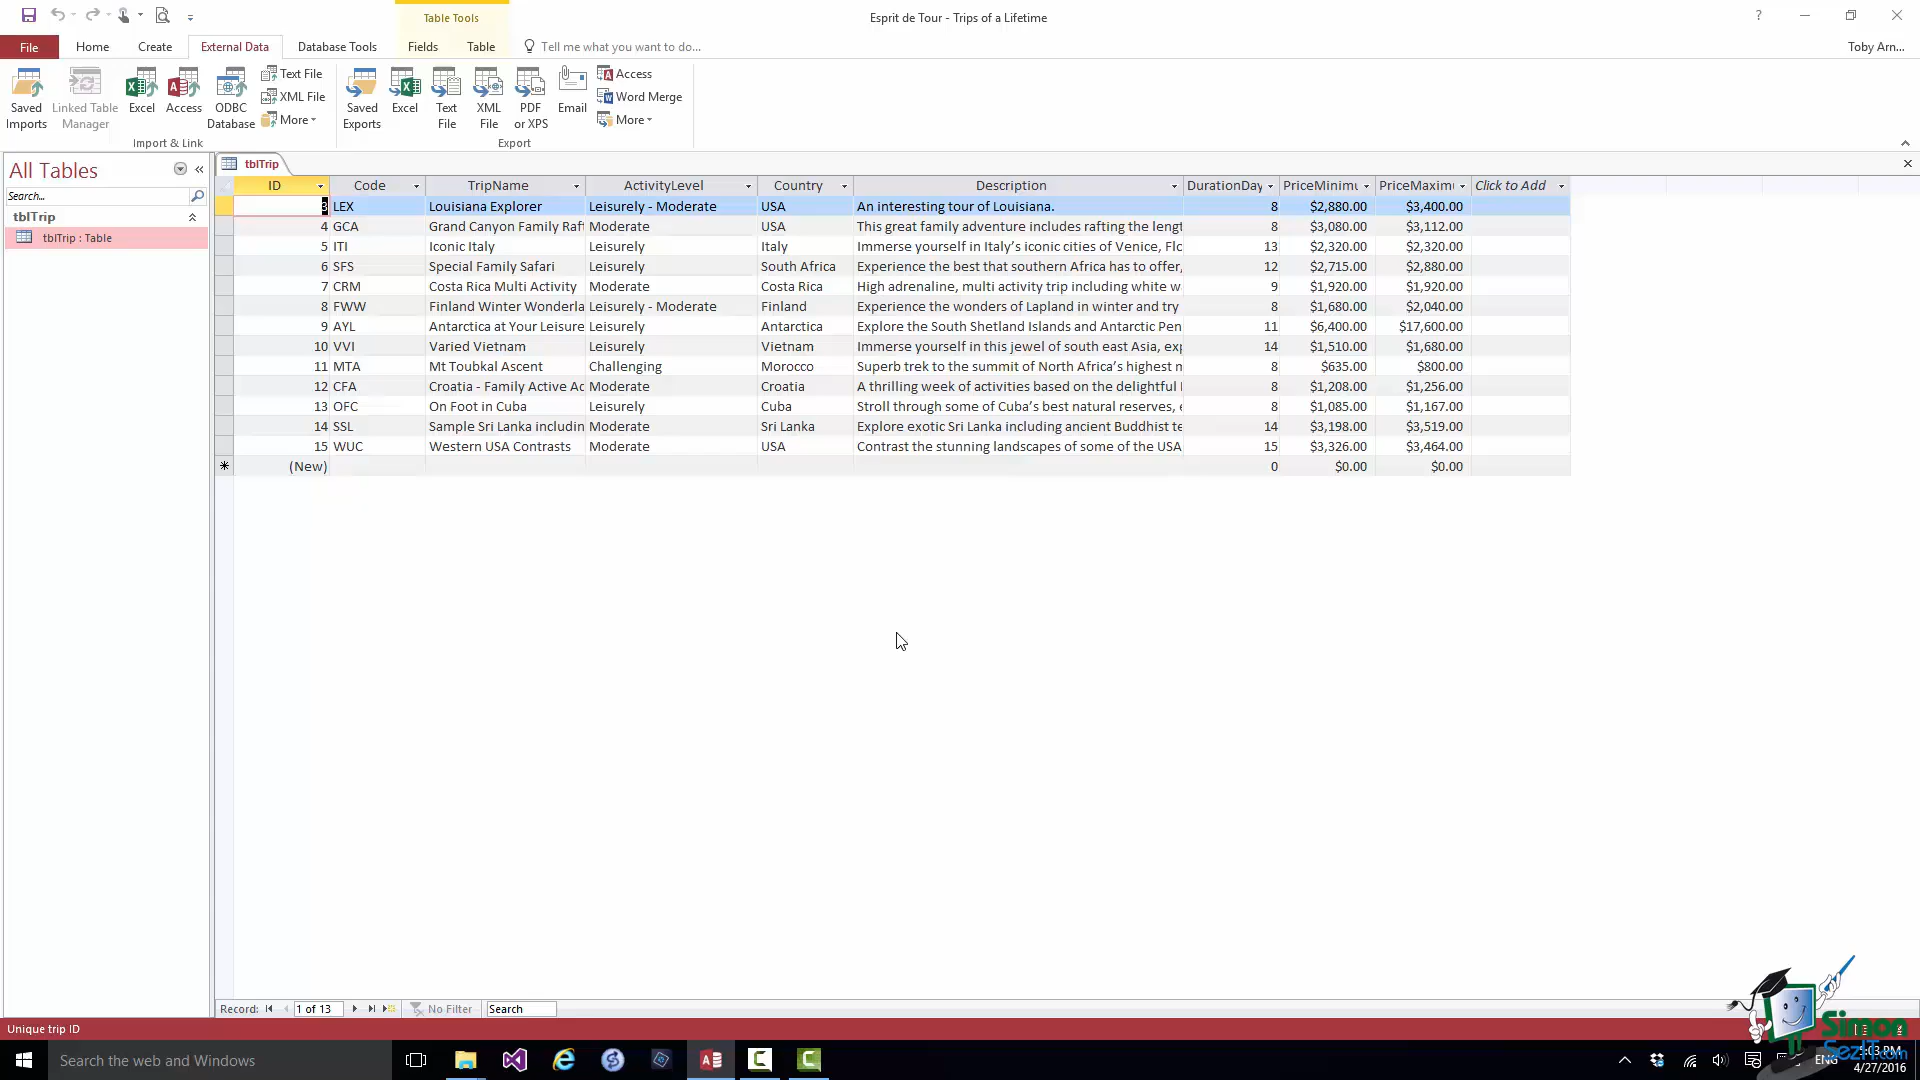 Table Tools
Esprit de Tour - Trips of a Lifetime
?
File
Home
Create
External Data
Database Tools
Fields
Table
Tell me what you want to do...
Toby Arn...
Saved Imports
Linked Table Manager
Excel
Access
ODBC Database
Text File
XML File
More
Saved Exports
Excel
Text File
XML File
PDF or XPS
Email
Access
Word Merge
More
Import & Link
Export
All Tables
Search...
tblTrip
tblTrip : Table
tblTrip
ID Code TripName ActivityLevel Country Description DurationDay PriceMinimu PriceMaximu Click to Add
3 LEX Louisiana Explorer Leisurely - Moderate USA An interesting tour of Louisiana. 8 $2,880.00 $3,400.00
4 GCA Grand Canyon Family Raft Moderate USA This great family adventure includes rafting the lengt 8 $3,080.00 $3,112.00
5 ITI Iconic Italy Leisurely Italy Immerse yourself in Italy's iconic cities of Venice, Flc 13 $2,320.00 $2,320.00
6 SFS Special Family Safari Leisurely South Africa Experience the best that southern Africa has to offer, 12 $2,715.00 $2,880.00
7 CRM Costa Rica Multi Activity Moderate Costa Rica High adrenaline, multi activity trip including white w 9 $1,920.00 $1,920.00
8 FWW Finland Winter Wonderla Leisurely - Moderate Finland Experience the wonders of Lapland in winter and try 8 $1,680.00 $2,040.00
9 AYL Antarctica at Your Leisure Leisurely Antarctica Explore the South Shetland Islands and Antarctic Pen 11 $6,400.00 $17,600.00
10 VVI Varied Vietnam Leisurely Vietnam Immerse yourself in this jewel of south east Asia, exp 14 $1,510.00 $1,680.00
11 MTA Mt Toubkal Ascent Challenging Morocco Superb trek to the summit of North Africa's highest m 8 $635.00 $800.00
12 CFA Croatia - Family Active Ac Moderate Croatia A thrilling week of activities based on the delightful 8 $1,208.00 $1,256.00
13 OFC On Foot in Cuba Leisurely Cuba Stroll through some of Cuba's best natural reserves, e 8 $1,085.00 $1,167.00
14 SSL Sample Sri Lanka includin Moderate Sri Lanka Explore exotic Sri Lanka including ancient Buddhist te 14 $3,198.00 $3,519.00
15 WUC Western USA Contrasts Moderate USA Contrast the stunning landscapes of some of the USA 15 $3,326.00 $3,464.00
* (New) 0 $0.00 $0.00
Record: 1 of 13 No Filter Search
Unique trip ID
Simon SezIT.com
Search the web and Windows
ENG
5:03 PM
4/27/2016